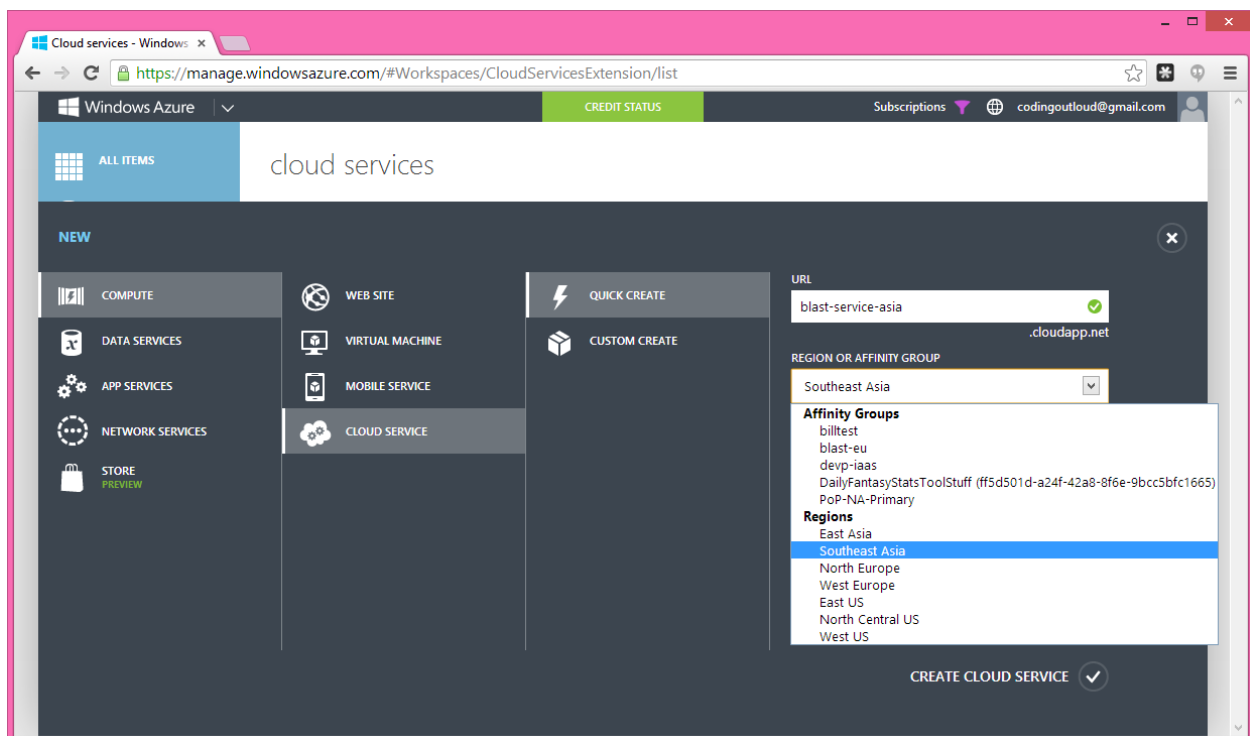 Cloud services - Windows
https://manage.windowsazure.com/#Workspaces/CloudServicesExtension/list
Windows Azure
CREDIT STATUS
Subscriptions
codingoutloud@gmail.com
ALL ITEMS
cloud services
NEW
COMPUTE
DATA SERVICES
APP SERVICES
NETWORK SERVICES
STORE
PREVIEW
WEB SITE
VIRTUAL MACHINE
MOBILE SERVICE
CLOUD SERVICE
QUICK CREATE
CUSTOM CREATE
URL
blast-service-asia
.cloudapp.net
REGION OR AFFINITY GROUP
Southeast Asia
Affinity Groups
billtest
blast-eu
devp-iaas
DailyFantasyStatsToolStuff (ff5d501d-a24f-42a8-8f6e-9bcc5bfc1665)
PoP-NA-Primary
Regions
East Asia
Southeast Asia
North Europe
West Europe
East US
North Central US
West US
CREATE CLOUD SERVICE